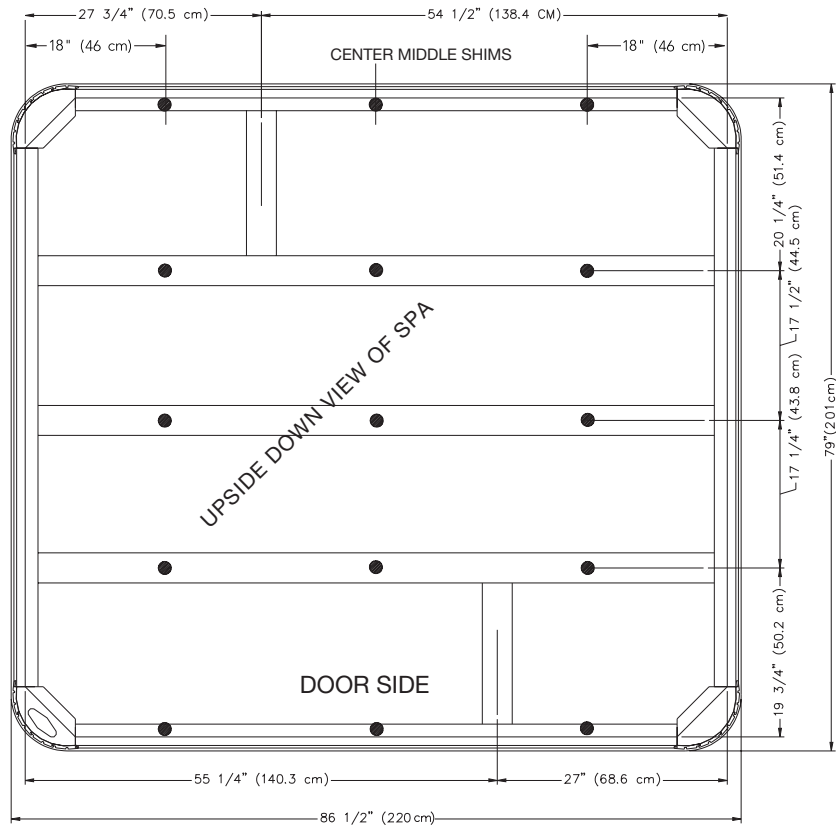 27 3/4" (70.5 cm)
54 1/2" (138.4 CM)
18" (46 cm)
18" (46 cm)
CENTER MIDDLE SHIMS
20 1/4" (51.4 cm)
17 1/2" (44.5 cm)
17 1/4" (43.8 cm)
79"(201cm)
UPSIDE DOWN VIEW OF SPA
19 3/4" (50.2 cm)
DOOR SIDE
55 1/4" (140.3 cm)
27" (68.6 cm)
86 1/2" (220 cm)